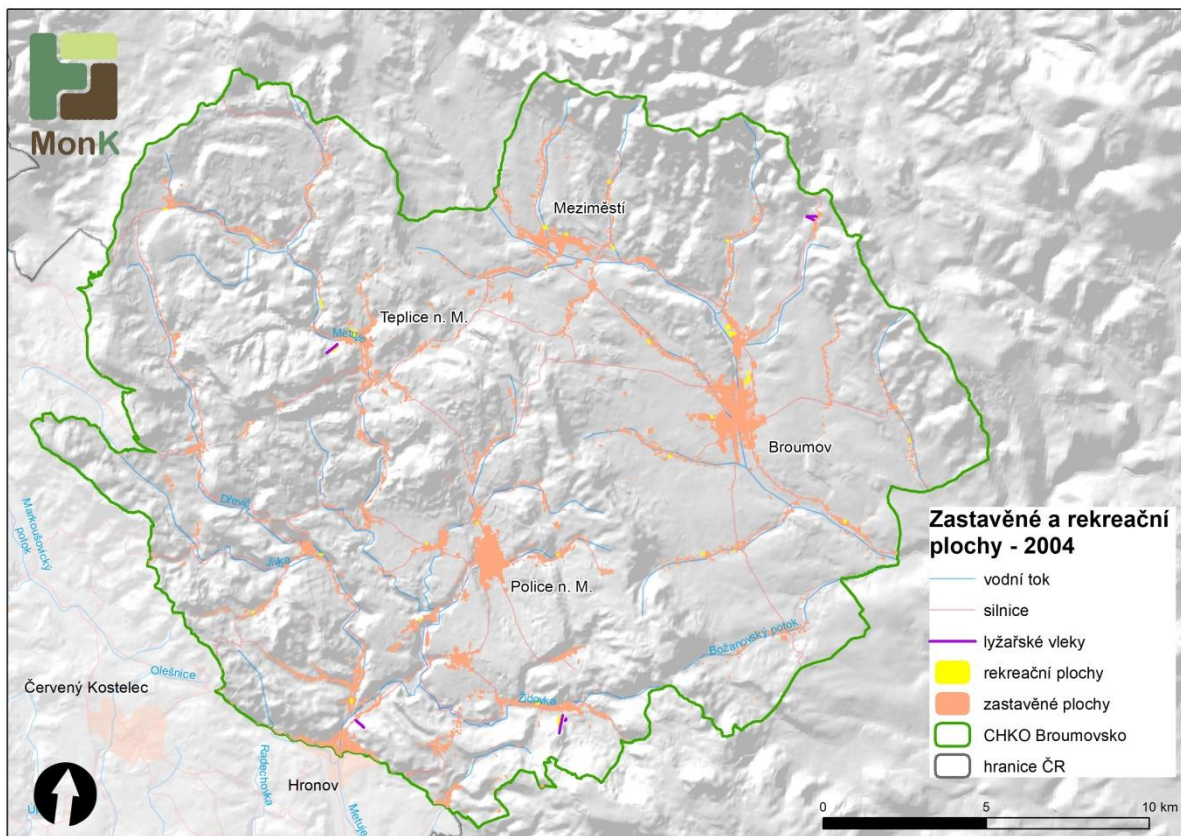 MonK
Meziměstí
Teplice n. M.
Metuje
Broumov
Dřevíč
Markoušovický
potok
Jívka
Police n. M.
Božanovský potok
Olešnice
Červený Kostelec
Židovka
Radechovka
Hronov
Metuje
Zastavěné a rekreační
plochy - 2004
vodní tok
silnice
lyžařské vleky
rekreační plochy
zastavěné plochy
CHKO Broumovsko
hranice ČR
0 5 10 km